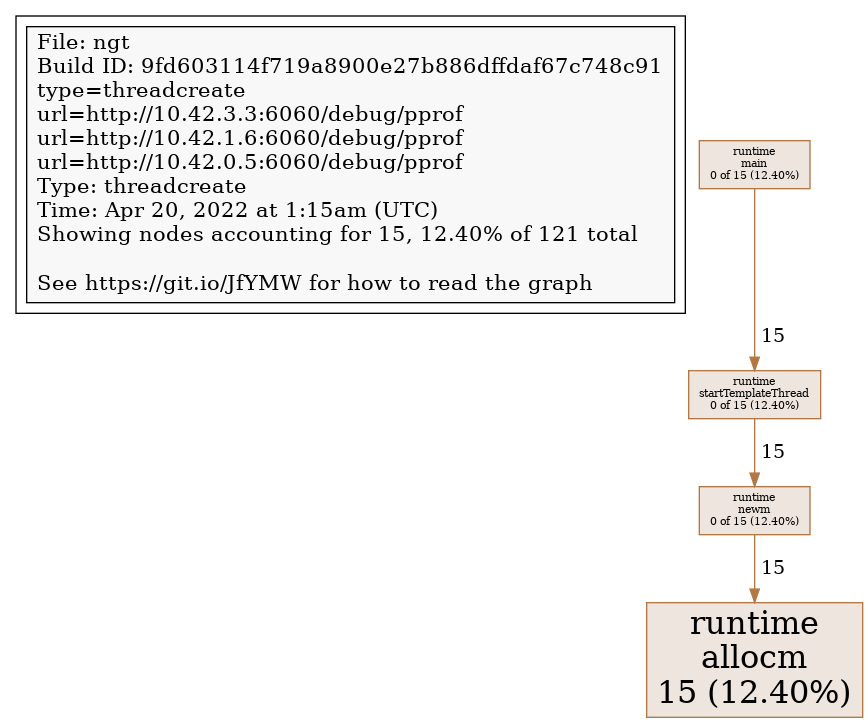 File: ngt
Build ID: 9fd603114f719a8900e27b886dffdaf67c748c91
type=threadcreate
url=http://10.42.3.3:6060/debug/pprof
url=http://10.42.1.6:6060/debug/pprof
url=http://10.42.0.5:6060/debug/pprof
Type: threadcreate
Time: Apr 20, 2022 at 1:15am (UTC)
Showing nodes accounting for 15, 12.40% of 121 total
See https://git.io/JfYMW for how to read the graph
runtime
main
0 of 15 (12.40%)
15
runtime
startTemplateThread
0 of 15 (12.40%)
15
runtime
newm
0 of 15 (12.40%)
15
runtime
allocm
15 (12.40%)